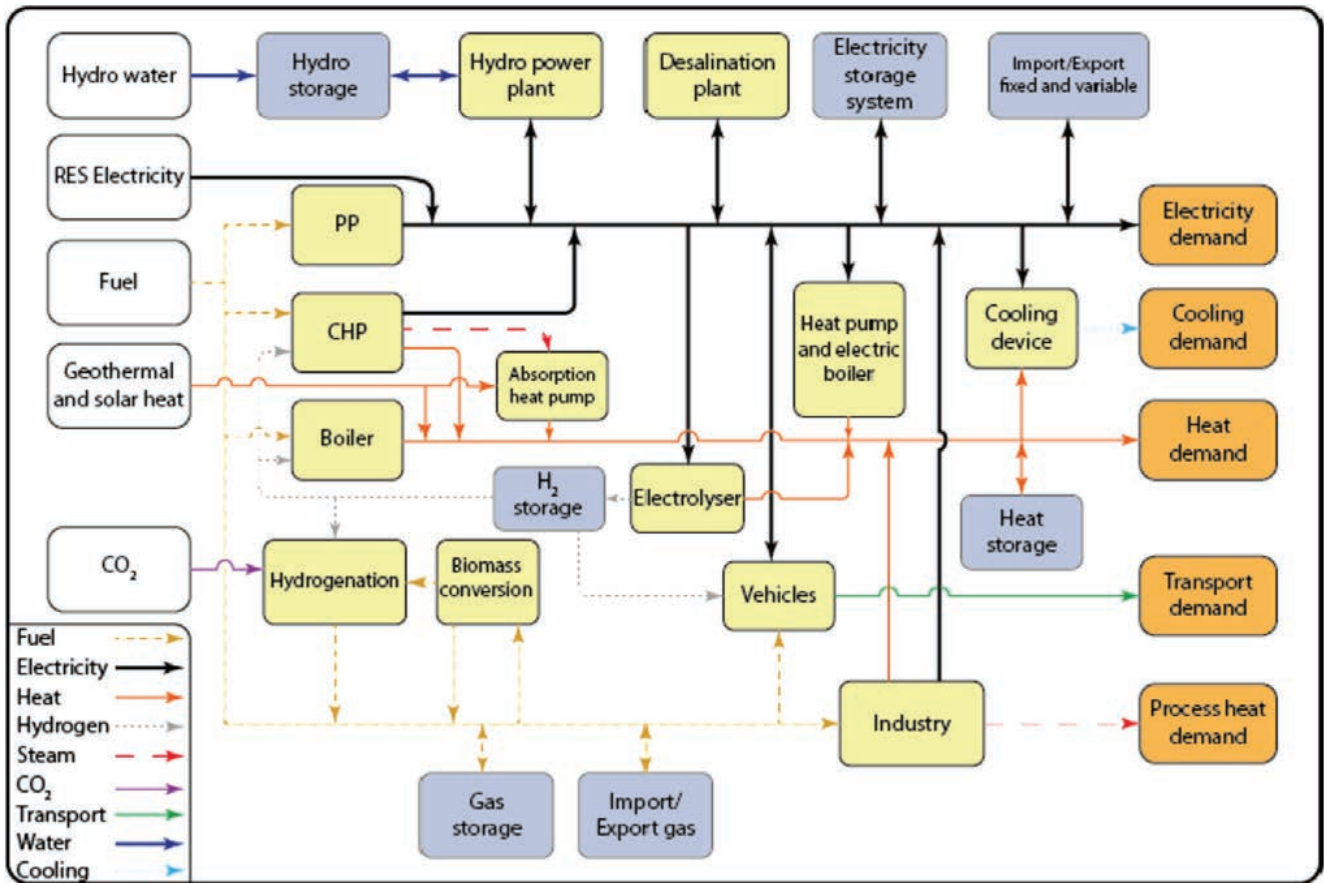 Hydro water
Hydro
storage
Hydro power
plant
Desalination
plant
Electricity
storage
system
Import/Export
fixed and variable
RES Electricity
PP
Electricity
demand
Fuel
CHP
Heat pump
and electric
boiler
Cooling
device
Cooling
demand
Geothermal
and solar heat
Absorption
heat pump
Boiler
Heat
demand
H₂
storage
Electrolyser
Heat
storage
CO₂
Hydrogenation
Biomass
conversion
Vehicles
Transport
demand
Fuel
Electricity
Heat
Hydrogen
Steam
CO₂
Transport
Water
Cooling
Industry
Process heat
demand
Gas
storage
Import/
Export gas